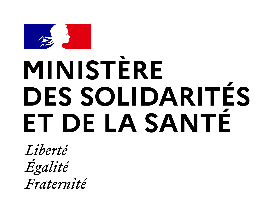 MINISTÈRE
DES SOLIDARITÉS
ET DE LA SANTÉ
Liberté
Égalité
Fraternité